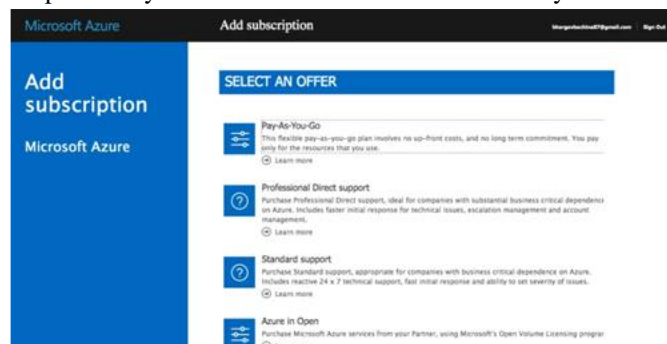 Microsoft Azure
Add subscription
Sign Out
Add
subscription
Microsoft Azure
SELECT AN OFFER
Pay-As-You-Go
This flexible pay-as-you-go plan involves no up-front costs, and no long term commitment. You pay
only for the resources that you use.
Learn more
Professional Direct support
Purchase Professional Direct support, ideal for companies with substantial business critical dependence
on Azure. Includes faster initial response for technical issues, escalation management and account
management.
Learn more
Standard support
Purchase Standard support, appropriate for companies with business critical dependence on Azure.
Includes reactive 24 x 7 technical support, fast initial response and ability to set severity of issues.
Learn more
Azure in Open
Purchase Microsoft Azure services from your Partner, using Microsoft's Open Volume Licensing progra